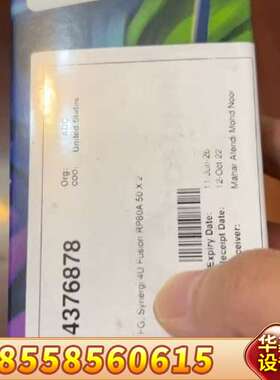 4376878
Org:
COO:
United States
FG, Synergi 4D Fusion RP80A 50 X 2
Expiry Date:
11-Jun-26
Receipt Date:
12-Oct-22
Receiver:
Mahar Afendi Mohd Noor
18558560615
华
设